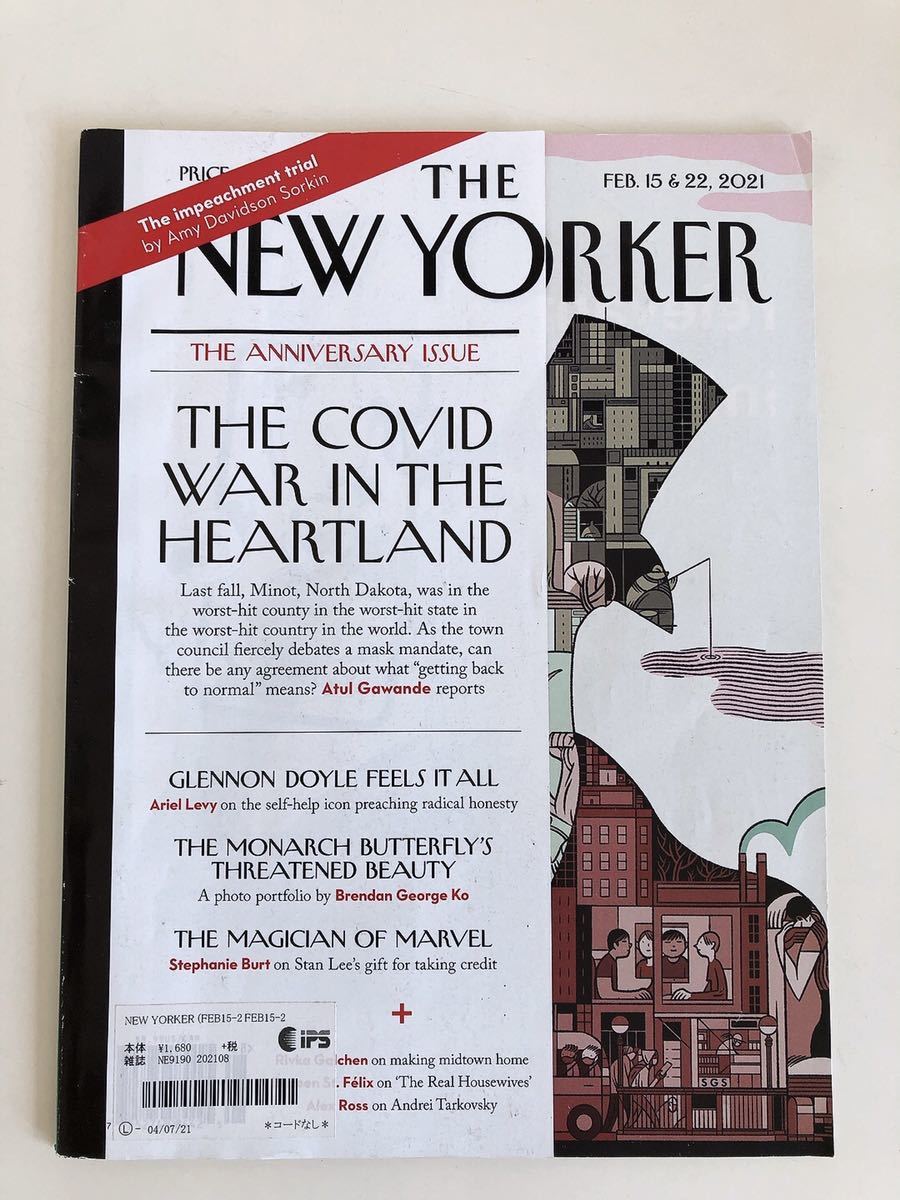 PRICE
The impeachment trial
by Amy Davidson Sorkin
THE
NEW YORKER
FEB. 15 & 22, 2021
THE ANNIVERSARY ISSUE
THE COVID
WAR IN THE
HEARTLAND
Last fall, Minot, North Dakota, was in the
worst-hit county in the worst-hit state in
the worst-hit country in the world. As the town
council fiercely debates a mask mandate, can
there be any agreement about what “getting back
to normal” means? Atul Gawande reports
GLENNON DOYLE FEELS IT ALL
Ariel Levy on the self-help icon preaching radical honesty
THE MONARCH BUTTERFLY’S
THREATENED BEAUTY
A photo portfolio by Brendan George Ko
THE MAGICIAN OF MARVEL
Stephanie Burt on Stan Lee’s gift for taking credit
+
Rivka Galchen on making midtown home
een St. Félix on ‘The Real Housewives’
Alex Ross on Andrei Tarkovsky
NEW YORKER (FEB15-2 FEB15-2
本体 ¥1,680 +税
雑誌 NE9190 202108
iPS
7 Ⓛ- 04/07/21 *コードなし*
SGS